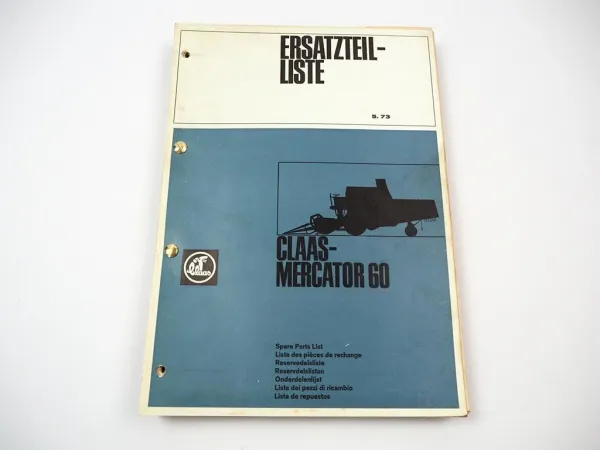 ERSATZTEIL-
LISTE
5. 73
CLAAS-
MERCATOR 60
Claas
Spare Parts List
Liste des pièces de rechange
Reservedelsliste
Reservdelslistan
Onderdelenlijst
Liste dei pezzi di ricambio
Lista de repuestos